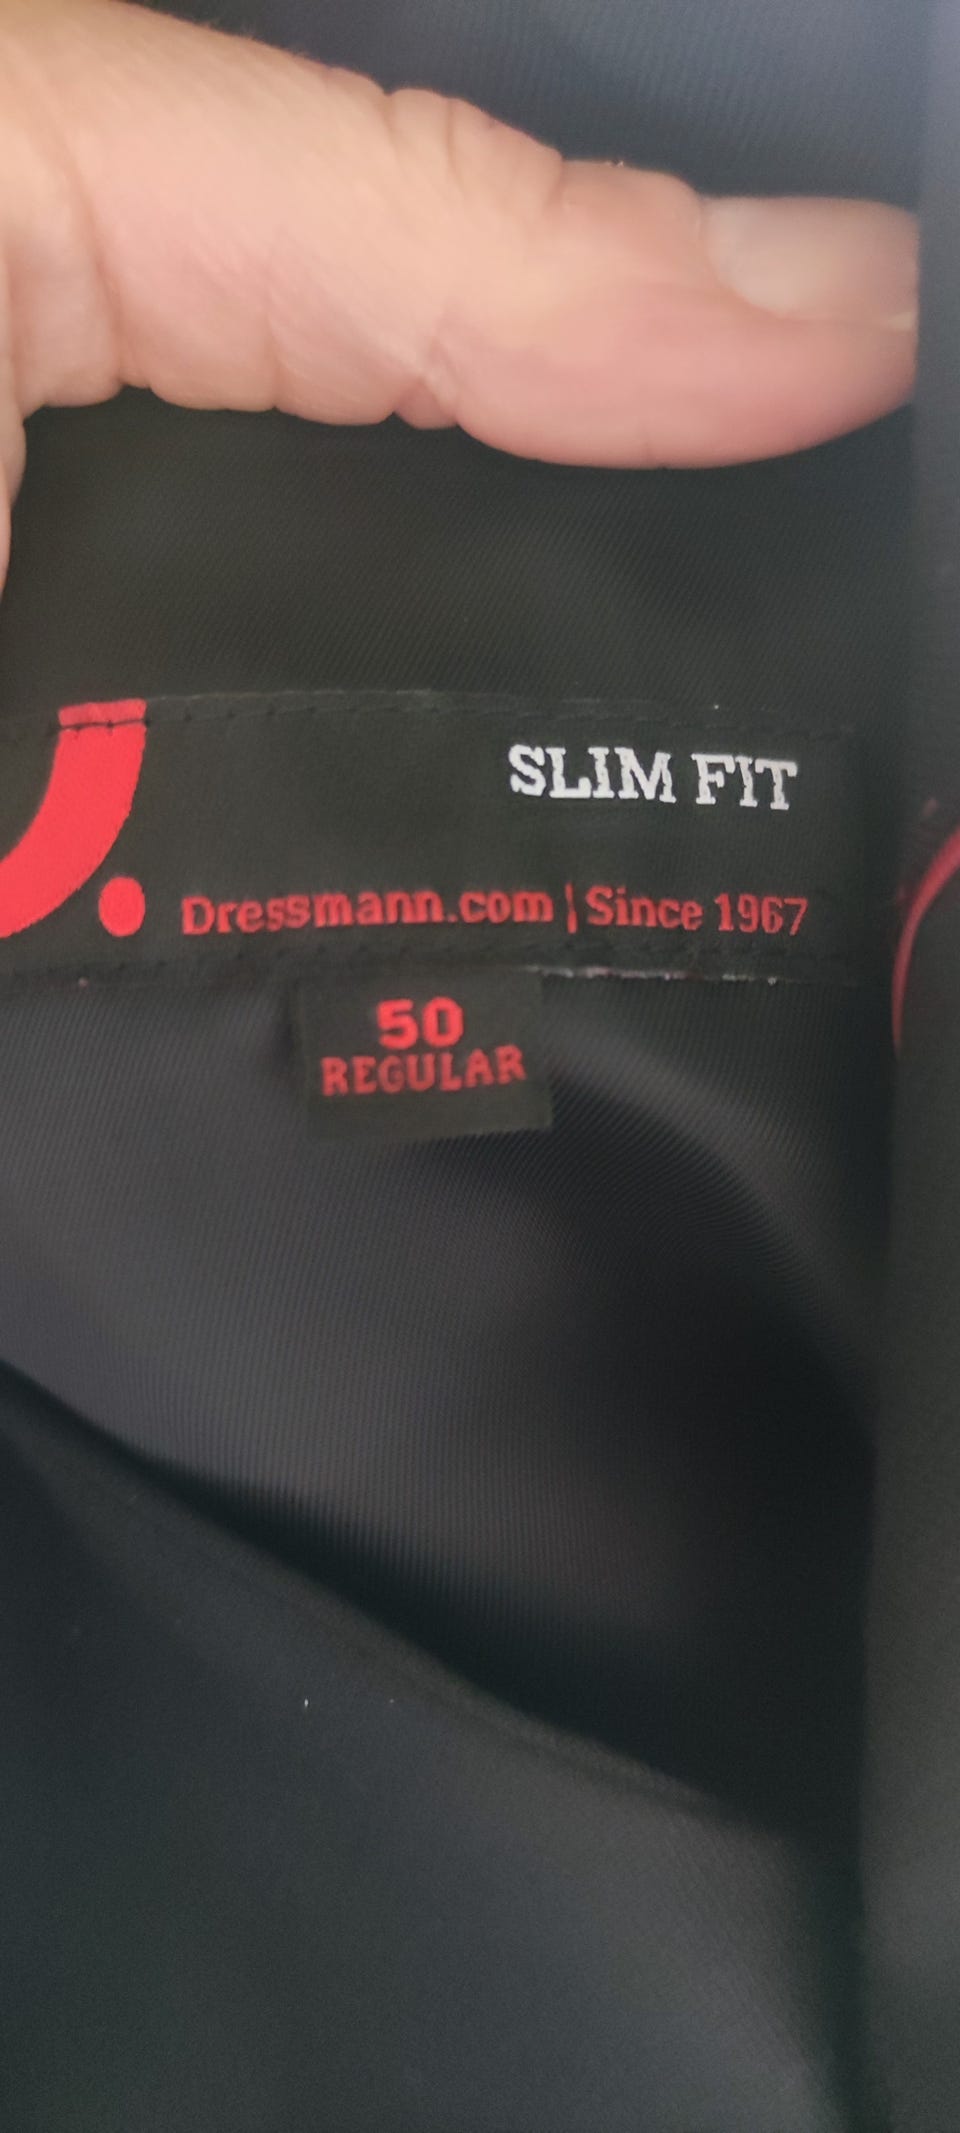 SLIM FIT
Dressmann.com | Since 1967
50
REGULAR